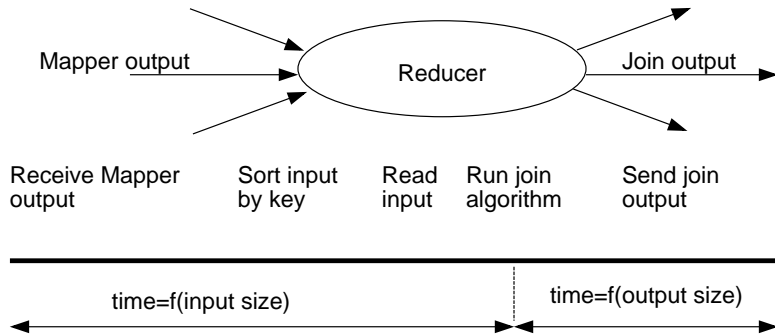 Mapper output
Reducer
Join output
Receive Mapper
output
Sort input
by key
Read
input
Run join
algorithm
Send join
output
time=f(input size)
time=f(output size)